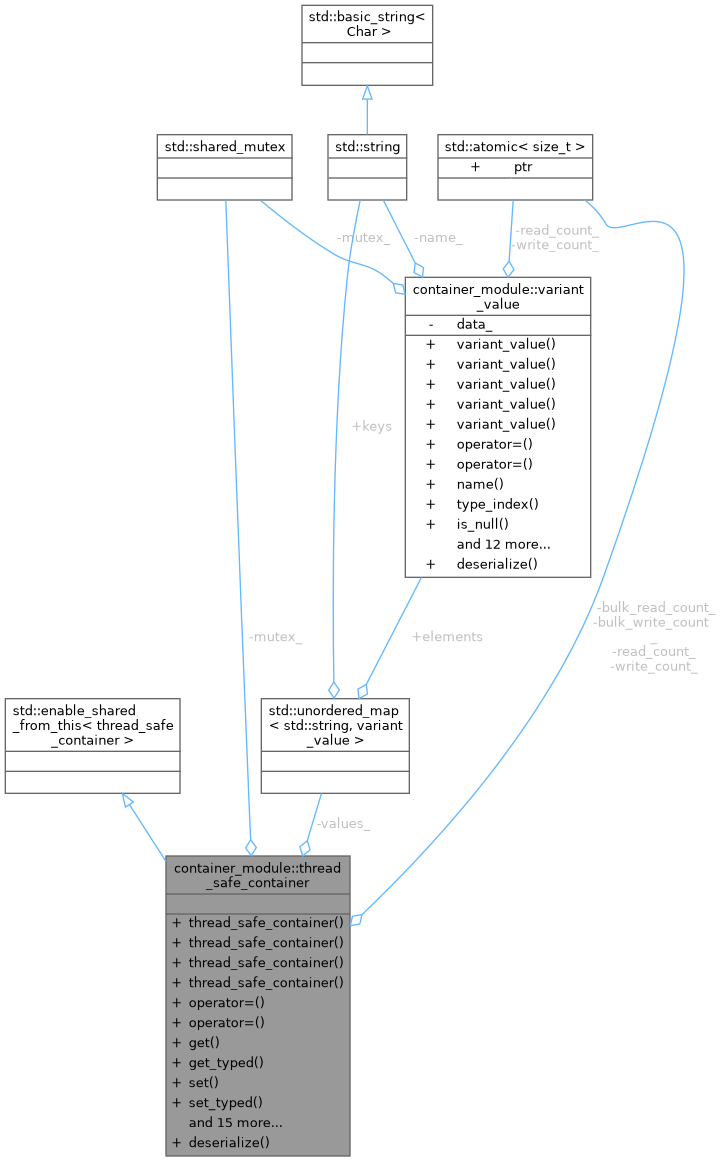 std::basic_string<
Char >
std::shared_mutex
std::string
std::atomic< size_t >
+ ptr
-mutex_
-name_
-read_count_
-write_count_
container_module::variant
_value
- data_
+ variant_value()
+ variant_value()
+ variant_value()
+ variant_value()
+ variant_value()
+ operator=()
+ operator=()
+ name()
+ type_index()
+ is_null()
and 12 more...
+ deserialize()
+keys
-bulk_read_count_
-bulk_write_count
_
-read_count_
-write_count_
-mutex_
+elements
std::enable_shared
_from_this< thread_safe
_container >
std::unordered_map
< std::string, variant
_value >
-values_
container_module::thread
_safe_container
+ thread_safe_container()
+ thread_safe_container()
+ thread_safe_container()
+ thread_safe_container()
+ operator=()
+ operator=()
+ get()
+ get_typed()
+ set()
+ set_typed()
and 15 more...
+ deserialize()